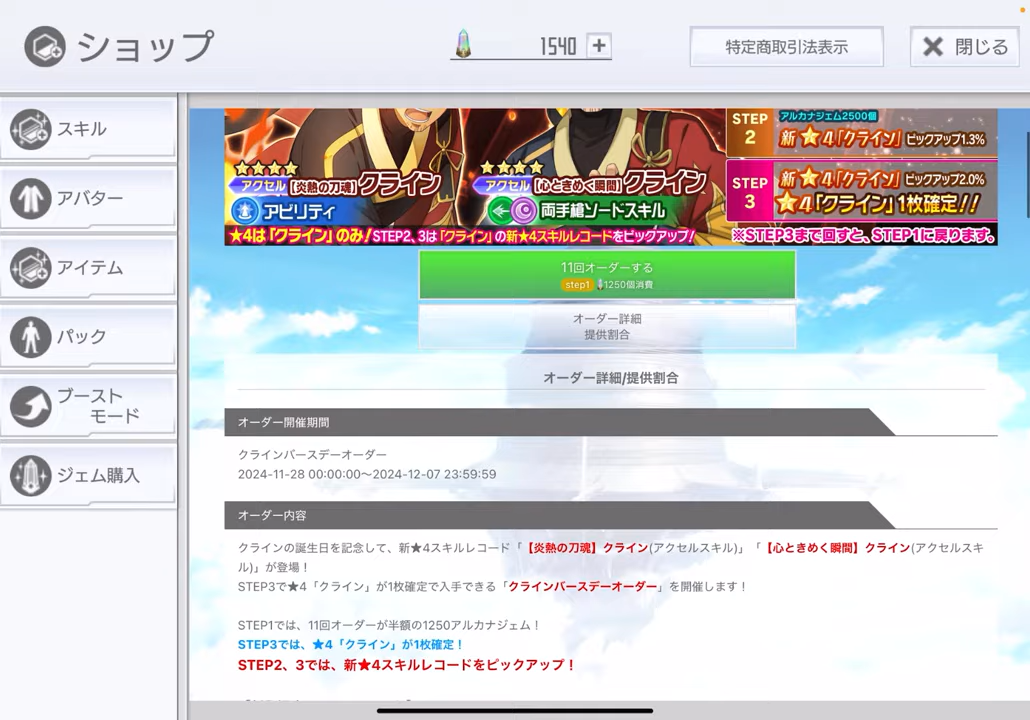 ショップ
1540
特定商取引法表示
閉じる
スキル
アバター
アイテム
パック
ブースト
モード
ジェム購入
STEP
2
アルカナジェム2500個
新★4「クライン」ピックアップ1.3%
STEP
3
新★4「クライン」ピックアップ2.0%
★4「クライン」1枚確定!!
アクセル【炎熱の刀魂】クライン
アビリティ
アクセル【心ときめく瞬間】クライン
両手槍ソードスキル
★4は「クライン」のみ!STEP2、3は「クライン」の新★4スキルレコードをピックアップ!
※STEP3まで回すと、STEP1に戻ります。
11回オーダーする
step1 1250個消費
オーダー詳細
提供割合
オーダー詳細/提供割合
オーダー開催期間
クラインバースデーオーダー
2024-11-28 00:00:00〜2024-12-07 23:59:59
オーダー内容
クラインの誕生日を記念して、新★4スキルレコード「【炎熱の刀魂】クライン(アクセルスキル)」「【心ときめく瞬間】クライン(アクセルスキ
ル)」が登場！
STEP3で★4「クライン」が1枚確定で入手できる「クラインバースデーオーダー」を開催します！
STEP1では、11回オーダーが半額の1250アルカナジェム！
STEP3では、★4「クライン」が1枚確定！
STEP2、3では、新★4スキルレコードをピックアップ！